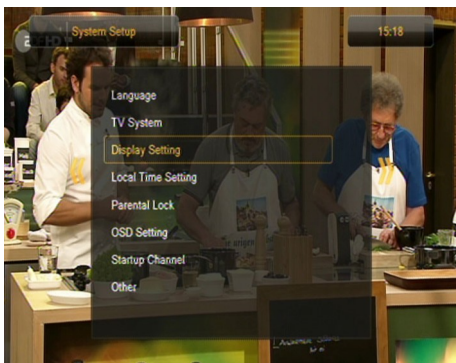 System Setup
15:18
Language
TV System
Display Setting
Local Time Setting
Parental Lock
OSD Setting
Startup Channel
Other